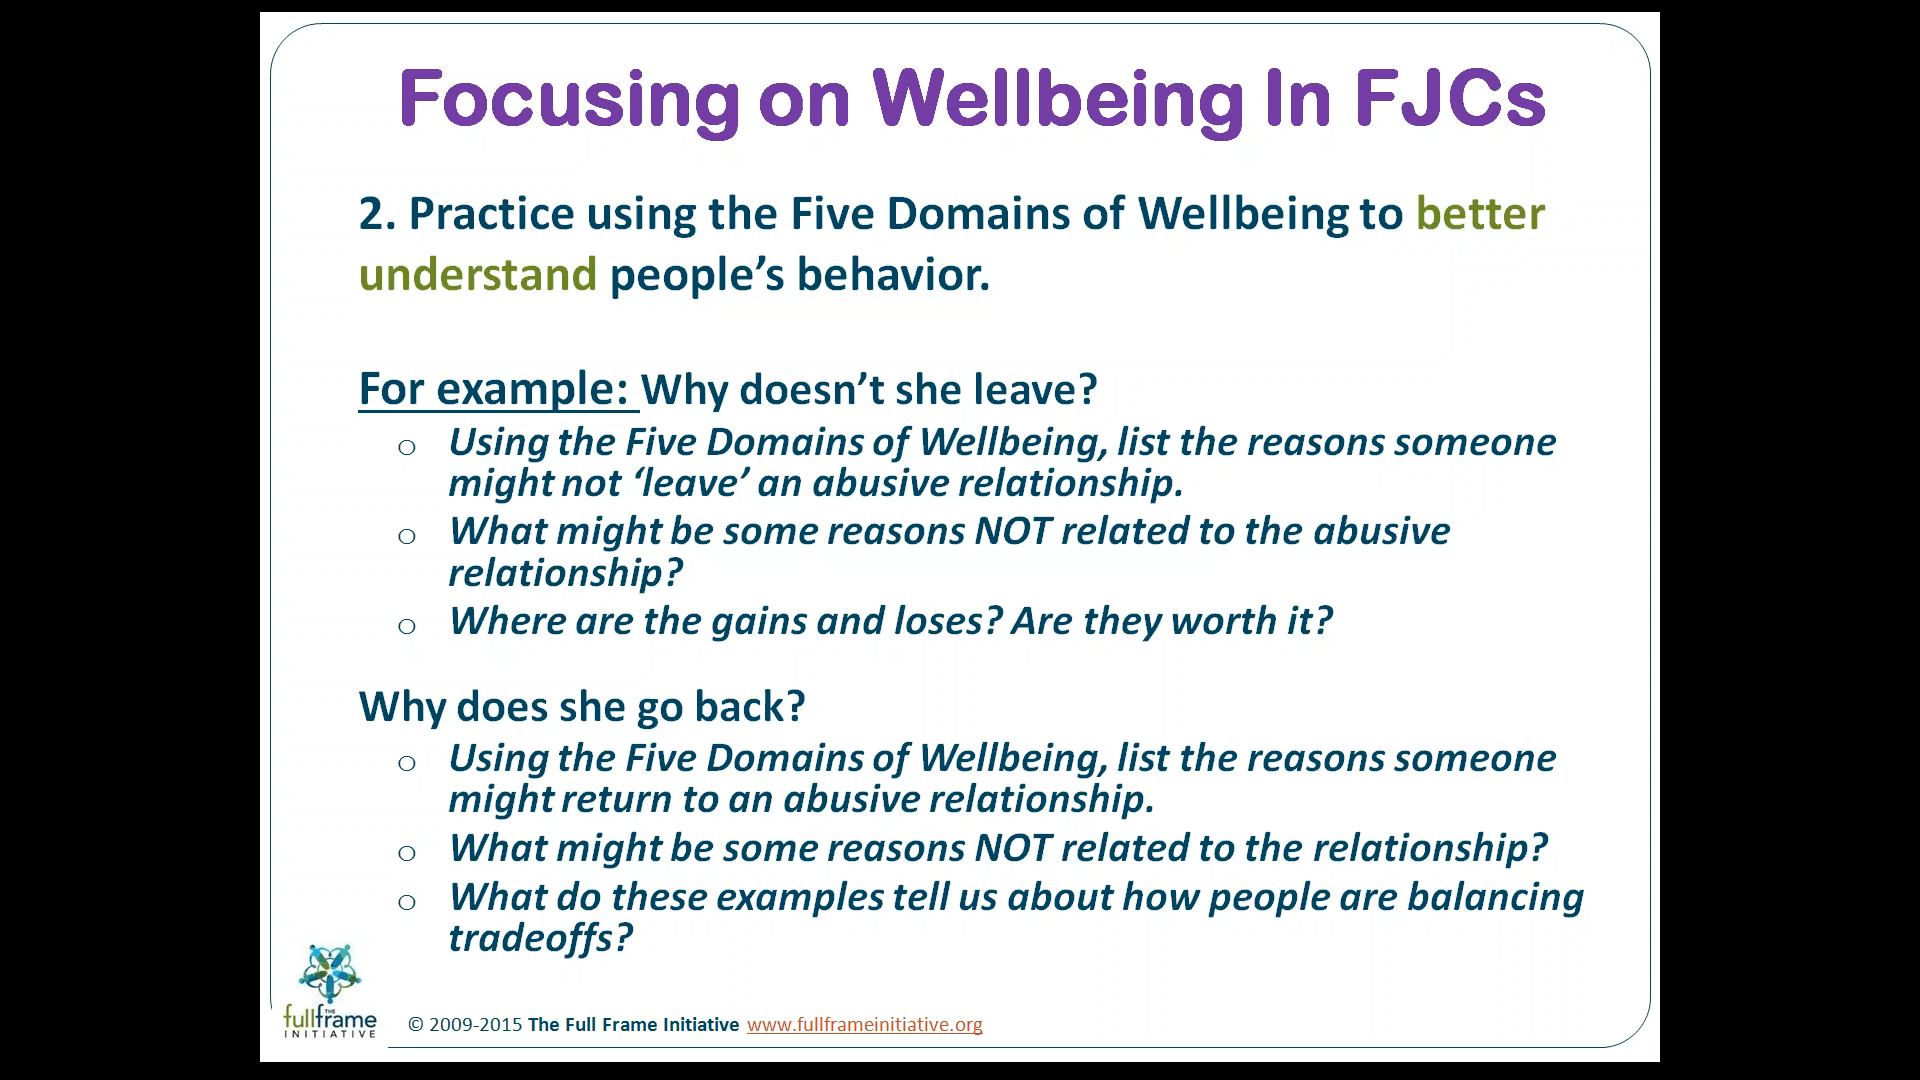 Focusing on Wellbeing In FJCs
2. Practice using the Five Domains of Wellbeing to better
understand people’s behavior.
For example: Why doesn’t she leave?
o Using the Five Domains of Wellbeing, list the reasons someone
might not ‘leave’ an abusive relationship.
o What might be some reasons NOT related to the abusive
relationship?
o Where are the gains and loses? Are they worth it?
Why does she go back?
o Using the Five Domains of Wellbeing, list the reasons someone
might return to an abusive relationship.
o What might be some reasons NOT related to the relationship?
o What do these examples tell us about how people are balancing
tradeoffs?
THE
fullframe
INITIATIVE
© 2009-2015 The Full Frame Initiative www.fullframeinitiative.org